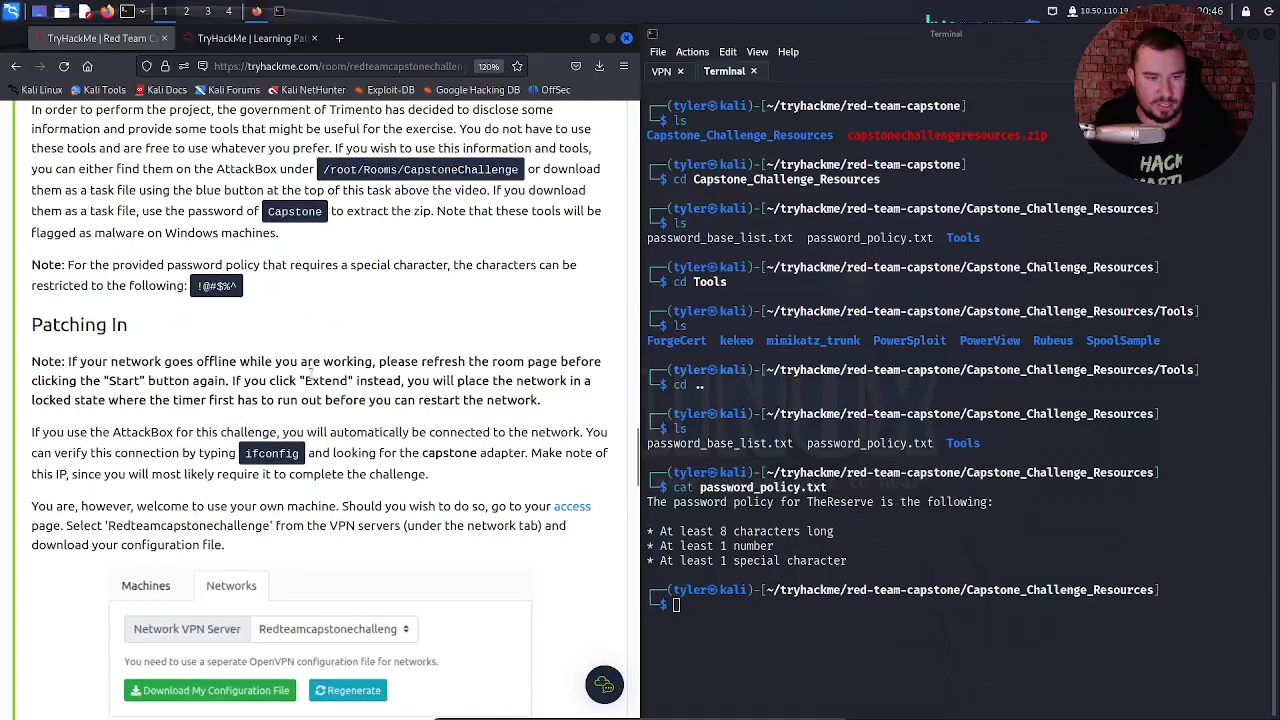 1 2 3 4
10.50.110.19
20:46
TryHackMe | Red Team C
TryHackMe | Learning Pat
https://tryhackme.com/room/redteamcapstonechalleng
120%
Kali Linux
Kali Tools
Kali Docs
Kali Forums
Kali NetHunter
Exploit-DB
Google Hacking DB
OffSec
In order to perform the project, the government of Trimento has decided to disclose some
information and provide some tools that might be useful for the exercise. You do not have to use
these tools and are free to use whatever you prefer. If you wish to use this information and tools,
you can either find them on the AttackBox under /root/Rooms/CapstoneChallenge or download
them as a task file using the blue button at the top of this task above the video. If you download
them as a task file, use the password of Capstone to extract the zip. Note that these tools will be
flagged as malware on Windows machines.
Note: For the provided password policy that requires a special character, the characters can be
restricted to the following: !@#$%^
Patching In
Note: If your network goes offline while you are working, please refresh the room page before
clicking the "Start" button again. If you click "Extend" instead, you will place the network in a
locked state where the timer first has to run out before you can restart the network.
If you use the AttackBox for this challenge, you will automatically be connected to the network. You
can verify this connection by typing ifconfig and looking for the capstone adapter. Make note of
this IP, since you will most likely require it to complete the challenge.
You are, however, welcome to use your own machine. Should you wish to do so, go to your access
page. Select 'Redteamcapstonechallenge' from the VPN servers (under the network tab) and
download your configuration file.
Machines
Networks
Network VPN Server
Redteamcapstonechalleng
You need to use a seperate OpenVPN configuration file for networks.
Download My Configuration File
Regenerate
Terminal
File Actions Edit View Help
VPN
Terminal
┌──(tyler㉿kali)-[~/tryhackme/red-team-capstone]
└─$ ls
Capstone_Challenge_Resources capstonechallengeresources.zip
┌──(tyler㉿kali)-[~/tryhackme/red-team-capstone]
└─$ cd Capstone_Challenge_Resources
┌──(tyler㉿kali)-[~/tryhackme/red-team-capstone/Capstone_Challenge_Resources]
└─$ ls
password_base_list.txt password_policy.txt Tools
┌──(tyler㉿kali)-[~/tryhackme/red-team-capstone/Capstone_Challenge_Resources]
└─$ cd Tools
┌──(tyler㉿kali)-[~/tryhackme/red-team-capstone/Capstone_Challenge_Resources/Tools]
└─$ ls
ForgeCert kekeo mimikatz_trunk PowerSploit PowerView Rubeus SpoolSample
┌──(tyler㉿kali)-[~/tryhackme/red-team-capstone/Capstone_Challenge_Resources/Tools]
└─$ cd ..
┌──(tyler㉿kali)-[~/tryhackme/red-team-capstone/Capstone_Challenge_Resources]
└─$ ls
password_base_list.txt password_policy.txt Tools
┌──(tyler㉿kali)-[~/tryhackme/red-team-capstone/Capstone_Challenge_Resources]
└─$ cat password_policy.txt
The password policy for TheReserve is the following:
* At least 8 characters long
* At least 1 number
* At least 1 special character
┌──(tyler㉿kali)-[~/tryhackme/red-team-capstone/Capstone_Challenge_Resources]
└─$
HACK